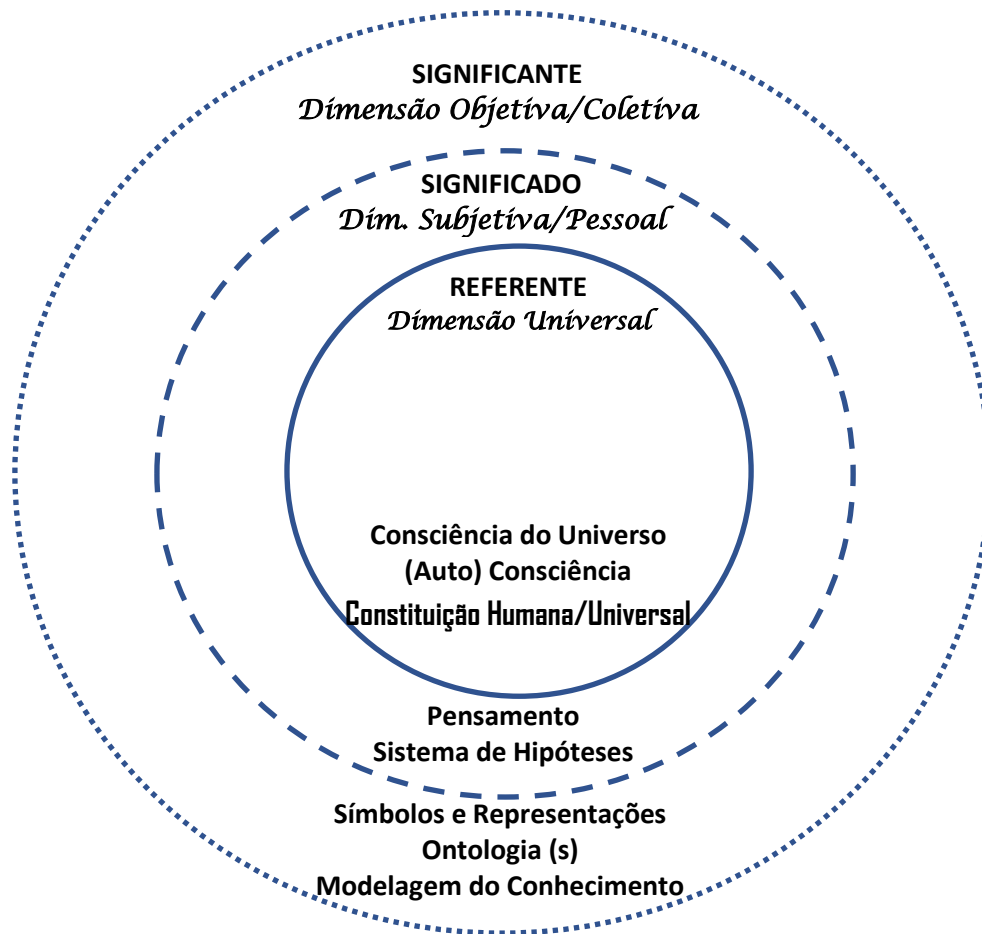 SIGNIFICANTE
Dimensão Objetiva/Coletiva
SIGNIFICADO
Dim. Subjetiva/Pessoal
REFERENTE
Dimensão Universal
Consciência do Universo
(Auto) Consciência
Constituição Humana/Universal
Pensamento
Sistema de Hipóteses
Símbolos e Representações
Ontologia (s)
Modelagem do Conhecimento